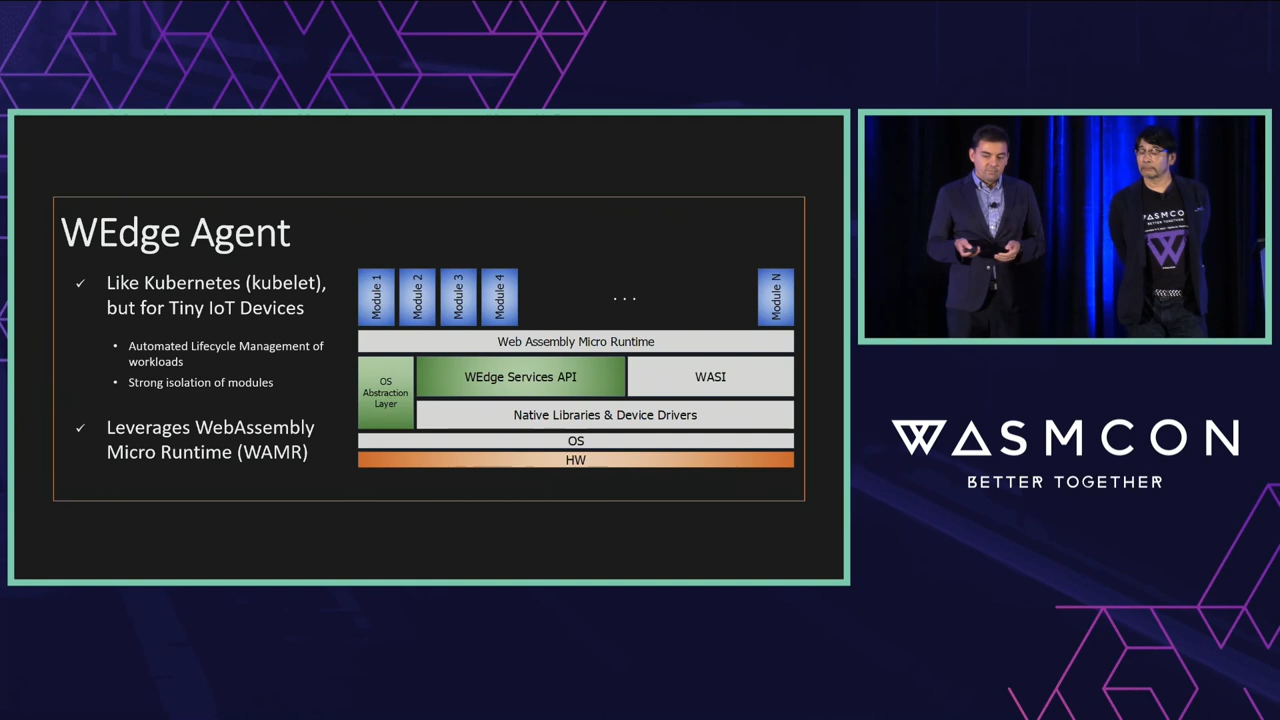 WEdge Agent
✓ Like Kubernetes (kubelet),
but for Tiny IoT Devices
• Automated Lifecycle Management of
workloads
• Strong isolation of modules
✓ Leverages WebAssembly
Micro Runtime (WAMR)
Module 1
Module 2
Module 3
Module 4
. . .
Module N
Web Assembly Micro Runtime
OS
Abstraction
Layer
WEdge Services API
WASI
Native Libraries & Device Drivers
OS
HW
WASMCON
BETTER TOGETHER